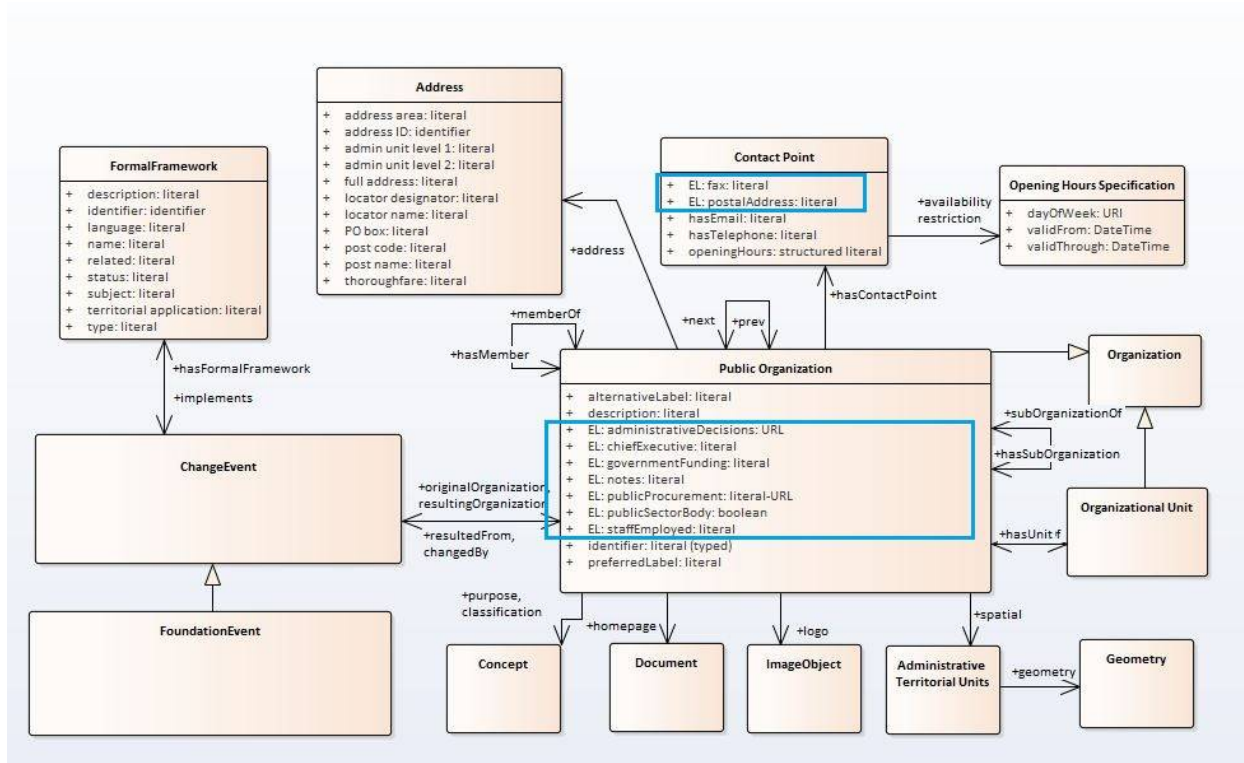 Address
+ address area: literal
+ address ID: identifier
+ admin unit level 1: literal
+ admin unit level 2: literal
+ full address: literal
+ locator designator: literal
+ locator name: literal
+ PO box: literal
+ post code: literal
+ post name: literal
+ thoroughfare: literal
FormalFramework
+ description: literal
+ identifier: identifier
+ language: literal
+ name: literal
+ related: literal
+ status: literal
+ subject: literal
+ territorial application: literal
+ type: literal
Contact Point
+ EL: fax: literal
+ EL: postalAddress: literal
+ hasEmail: literal
+ hasTelephone: literal
+ openingHours: structured literal
+availability
restriction
Opening Hours Specification
+ dayOfWeek: URI
+ validFrom: DateTime
+ validThrough: DateTime
+address
+hasContactPoint
+memberOf
+hasMember
+next
+prev
+hasFormalFramework
+implements
Public Organization
+ alternativeLabel: literal
+ description: literal
+ EL: administrativeDecisions: URL
+ EL: chiefExecutive: literal
+ EL: governmentFunding: literal
+ EL: notes: literal
+ EL: publicProcurement: literal-URL
+ EL: publicSectorBody: boolean
+ EL: staffEmployed: literal
+ identifier: literal (typed)
+ preferredLabel: literal
Organization
+subOrganizationOf
+hasSubOrganization
ChangeEvent
+originalOrganization,
resultingOrganization
+resultedFrom,
changedBy
Organizational Unit
+hasUnit f
FoundationEvent
+purpose,
classification
+homepage
+logo
+spatial
Concept
Document
ImageObject
Administrative
Territorial Units
+geometry
Geometry